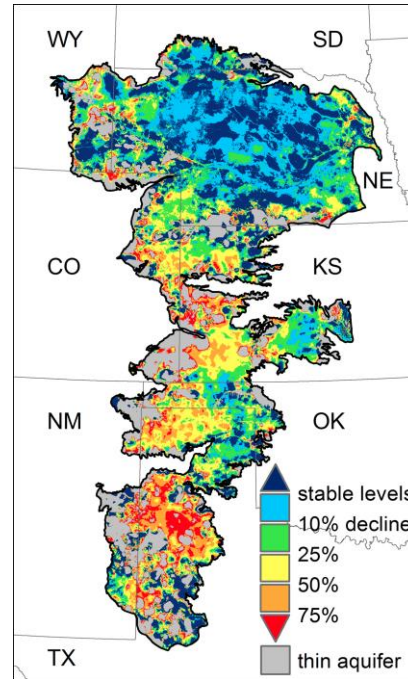 WY
SD
NE
CO
KS
NM
OK
TX
stable levels
10% decline
25%
50%
75%
thin aquifer